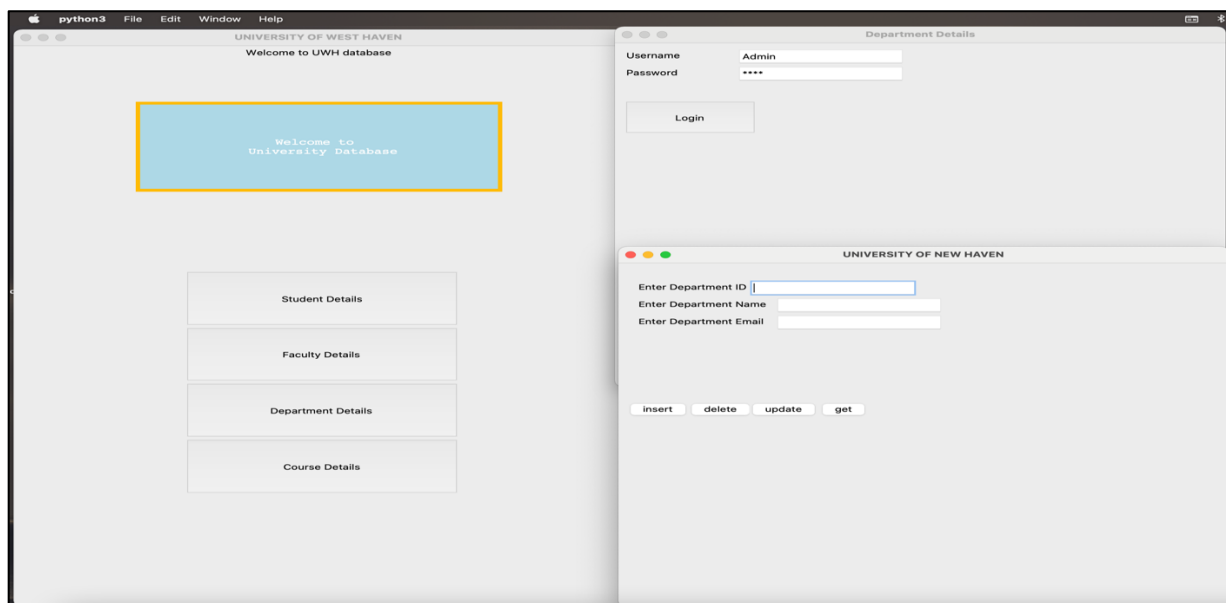 python3 File Edit Window Help
UNIVERSITY OF WEST HAVEN
Welcome to UWH database
Welcome to
University Database
Student Details
Faculty Details
Department Details
Course Details
Department Details
Username Admin
Password ****
Login
UNIVERSITY OF NEW HAVEN
Enter Department ID
Enter Department Name
Enter Department Email
insert delete update get